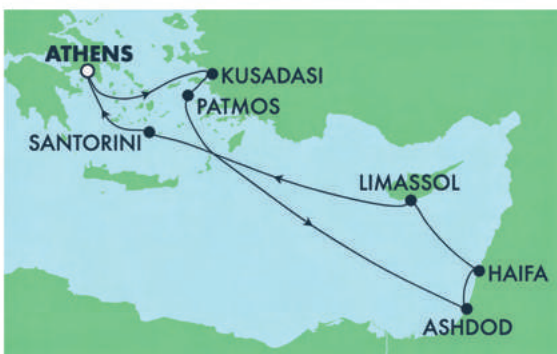 ATHENS
KUSADASI
PATMOS
SANTORINI
LIMASSOL
HAIFA
ASHDOD